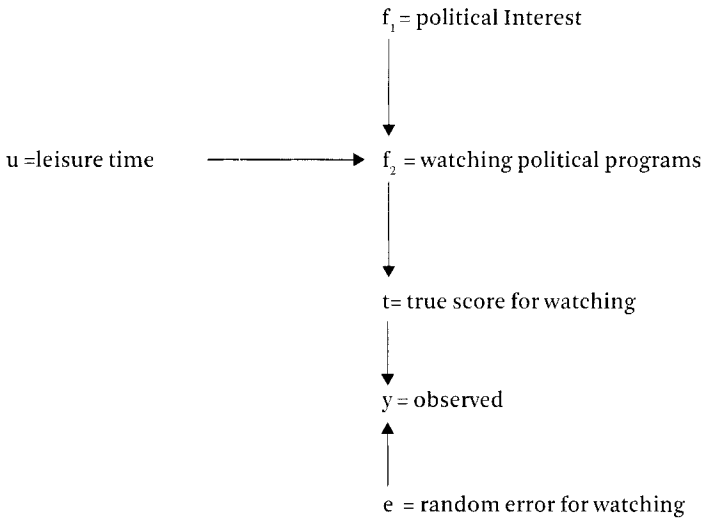 f₁ = political Interest
u =leisure time
f₂ = watching political programs
t= true score for watching
y = observed
e = random error for watching